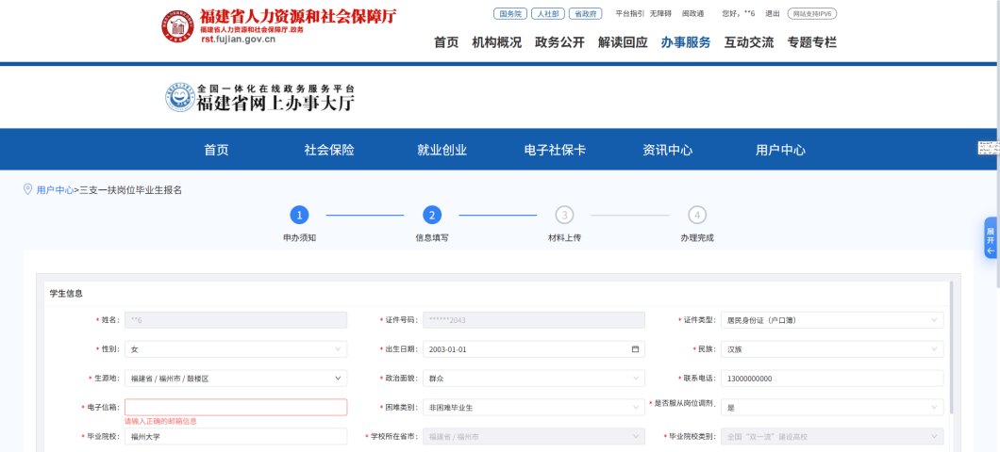 福建省人力资源和社会保障厅
福建省人力资源和社会保障厅.政务
rst.fujian.gov.cn
国务院 人社部 省政府 平台指引 无障碍 闽政通 您好，**6 退出 网站支持IPV6
首页 机构概况 政务公开 解读回应 办事服务 互动交流 专题专栏
全国一体化在线政务服务平台
福建省网上办事大厅
首页 社会保险 就业创业 电子社保卡 资讯中心 用户中心
用户中心>三支一扶岗位毕业生报名
1 2 3 4
申办须知 信息填写 材料上传 办理完成
展开
学生信息
* 姓名: **6 * 证件号码: ******2043 * 证件类型: 居民身份证（户口簿）
* 性别: 女 * 出生日期: 2003-01-01 * 民族: 汉族
* 生源地: 福建省 / 福州市 / 鼓楼区 * 政治面貌: 群众 * 联系电话: 13000000000
* 电子信箱: * 困难类别: 非困难毕业生 * 是否服从岗位调剂: 是
请输入正确的邮箱信息
* 毕业院校: 福州大学 * 学校所在省市: 福建省 / 福州市 * 毕业院校类别: 全国“双一流”建设高校